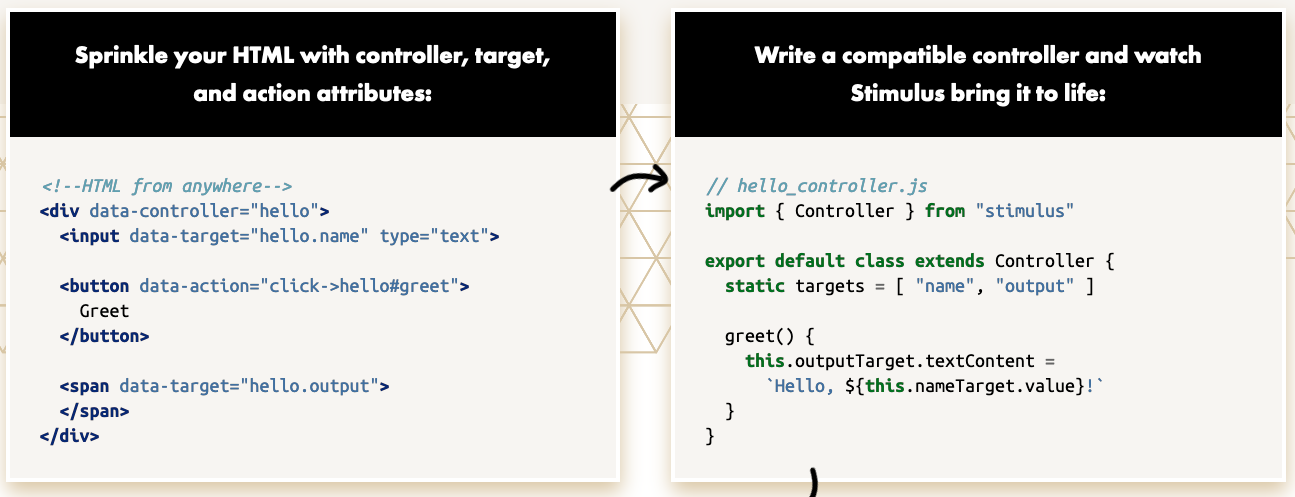 Sprinkle your HTML with controller, target,
and action attributes:
<!--HTML from anywhere-->
<div data-controller="hello">
  <input data-target="hello.name" type="text">

  <button data-action="click->hello#greet">
    Greet
  </button>

  <span data-target="hello.output">
  </span>
</div>
Write a compatible controller and watch
Stimulus bring it to life:
// hello_controller.js
import { Controller } from "stimulus"

export default class extends Controller {
  static targets = [ "name", "output" ]

  greet() {
    this.outputTarget.textContent =
      `Hello, ${this.nameTarget.value}!`
  }
}